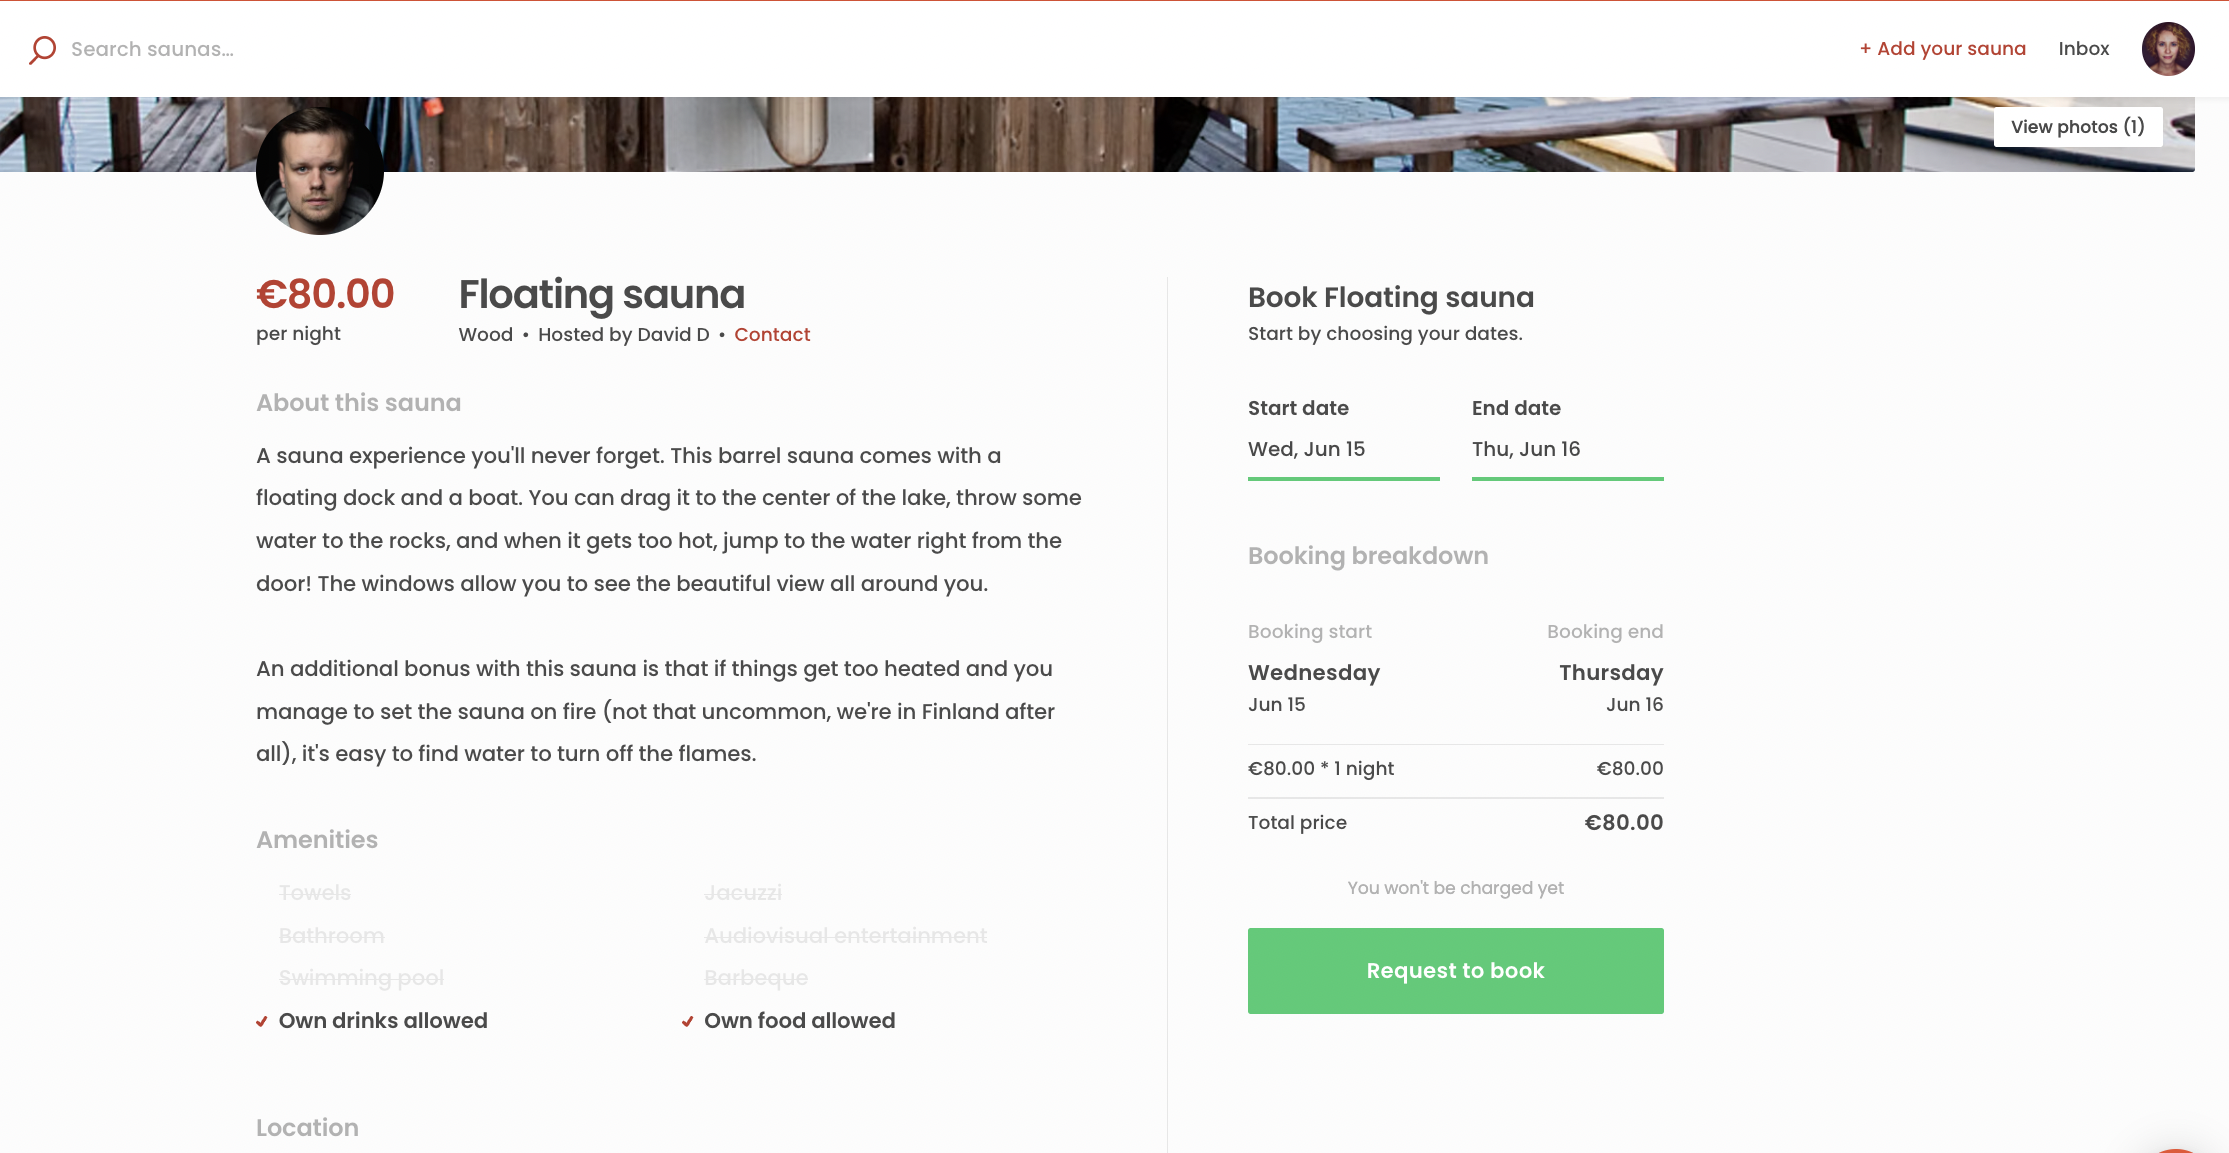 Search saunas...
+ Add your sauna
Inbox
View photos (1)
€80.00
per night
Floating sauna
Wood • Hosted by David D • Contact
About this sauna
A sauna experience you'll never forget. This barrel sauna comes with a
floating dock and a boat. You can drag it to the center of the lake, throw some
water to the rocks, and when it gets too hot, jump to the water right from the
door! The windows allow you to see the beautiful view all around you.
An additional bonus with this sauna is that if things get too heated and you
manage to set the sauna on fire (not that uncommon, we're in Finland after
all), it's easy to find water to turn off the flames.
Amenities
Towels
Jacuzzi
Bathroom
Audiovisual entertainment
Swimming pool
Barbeque
Own drinks allowed
Own food allowed
Location
Book Floating sauna
Start by choosing your dates.
Start date
End date
Wed, Jun 15
Thu, Jun 16
Booking breakdown
Booking start
Booking end
Wednesday
Thursday
Jun 15
Jun 16
€80.00 * 1 night
€80.00
Total price
€80.00
You won't be charged yet
Request to book